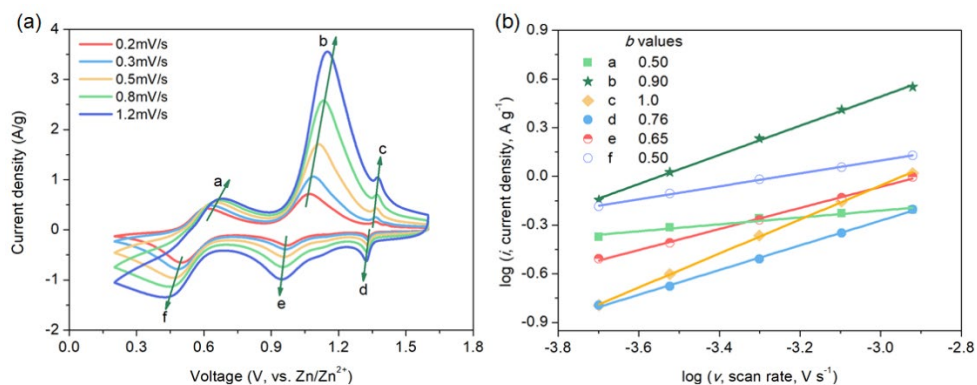 (a)
Current density (A/g)
4
3
2
1
0
-1
-2
0.2mV/s
0.3mV/s
0.5mV/s
0.8mV/s
1.2mV/s
a
b
c
d
e
f
0.0 0.3 0.6 0.9 1.2 1.5 1.8
Voltage (V, vs. Zn/Zn²⁺)
(b)
log (i, current density, A g⁻¹)
0.9
0.6
0.3
0.0
-0.3
-0.6
-0.9
b values
a 0.50
b 0.90
c 1.0
d 0.76
e 0.65
f 0.50
-3.8 -3.6 -3.4 -3.2 -3.0 -2.8
log (v, scan rate, V s⁻¹)